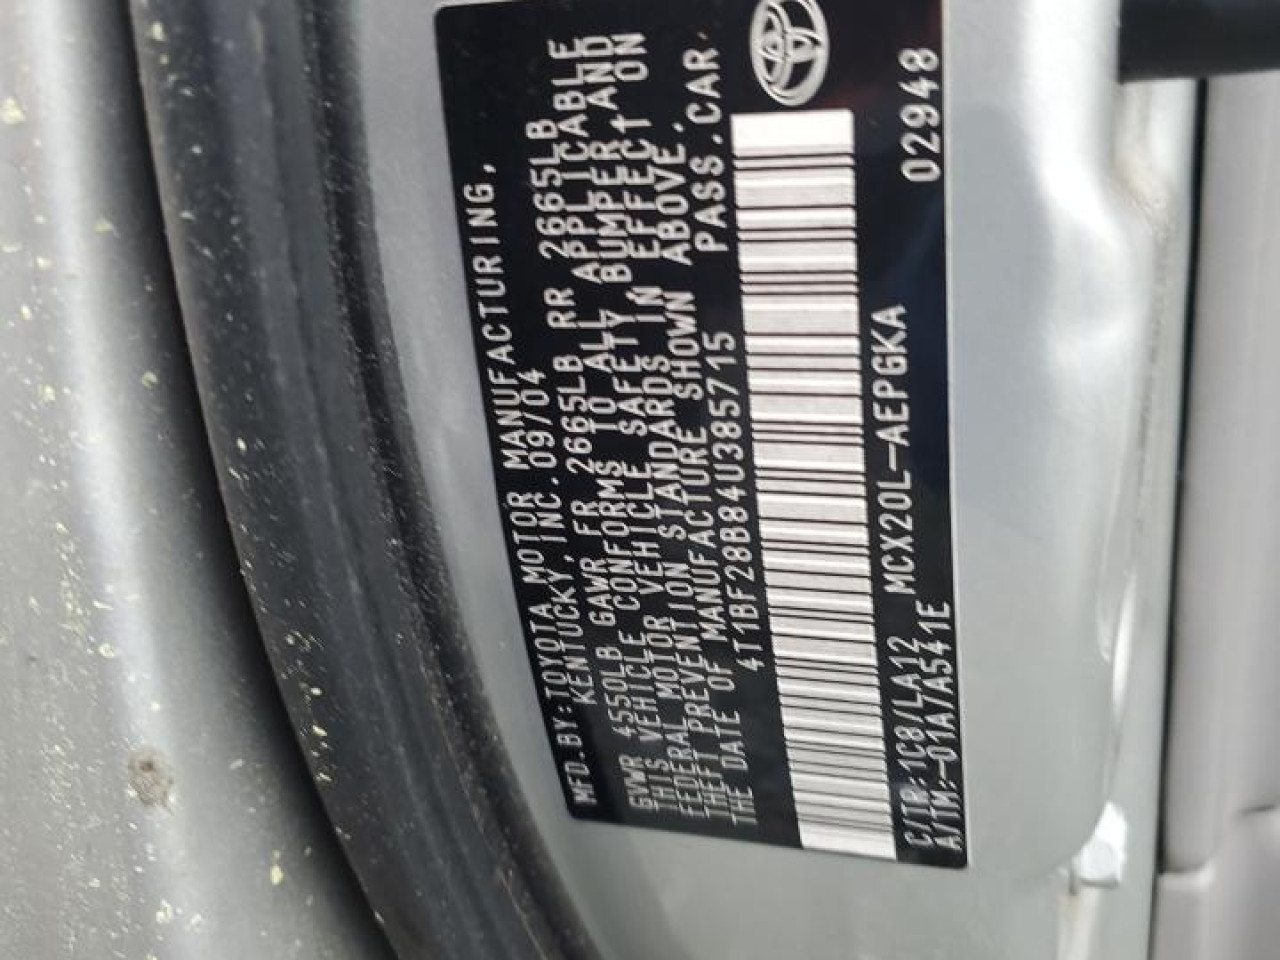 MFD.BY:TOYOTA MOTOR MANUFACTURING,
KENTUCKY,INC.09/04
GVWR 4550LB GAWR FR 2665LB RR 2665LB
THIS VEHICLE CONFORMS TO ALL APPLICABLE
FEDERAL MOTOR VEHICLE SAFETY BUMPER AND
THEFT PREVENTION STANDARDS IN EFFECT ON
THE DATE OF MANUFACTURE SHOWN ABOVE.
4T1BF28B84U385715 PASS.CAR
C/TR:1C8/LA12 MCX20L-AEPGKA 02948
A/TM:-01A/A541E